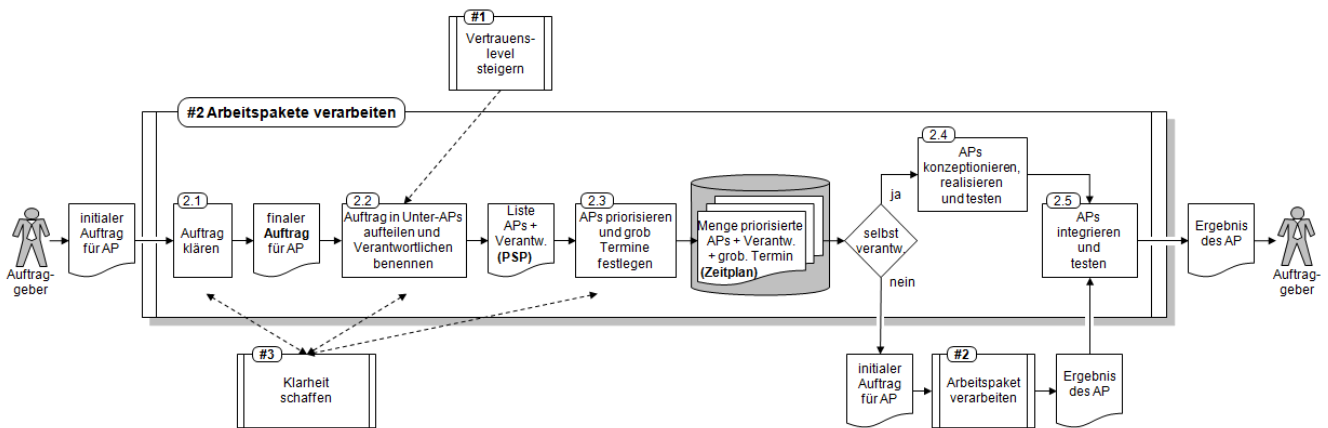 #1
Vertrauens-
level
steigern
#2 Arbeitspakete verarbeiten
Auftrag-
geber
initialer
Auftrag
für AP
2.1
Auftrag
klären
finaler
Auftrag
für AP
2.2
Auftrag in Unter-APs
aufteilen und
Verantwortlichen
benennen
Liste
APs +
Verantw.
(PSP)
2.3
APs priorisieren
und grob
Termine
festlegen
Menge priorisierte
APs + Verantw.
+ grob. Termin
(Zeitplan)
selbst
verantw.
ja
nein
2.4
APs
konzeptionieren,
realisieren
und testen
2.5
APs
integrieren
und
testen
Ergebnis
des AP
Auftrag-
geber
#3
Klarheit
schaffen
initialer
Auftrag
für AP
#2
Arbeitspaket
verarbeiten
Ergebnis
des AP